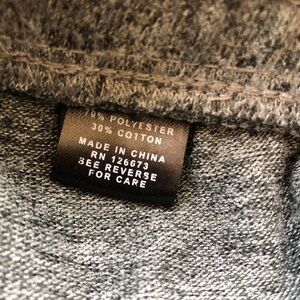 70% POLYESTER
30% COTTON
MADE IN CHINA
RN 126673
SEE REVERSE
FOR CARE